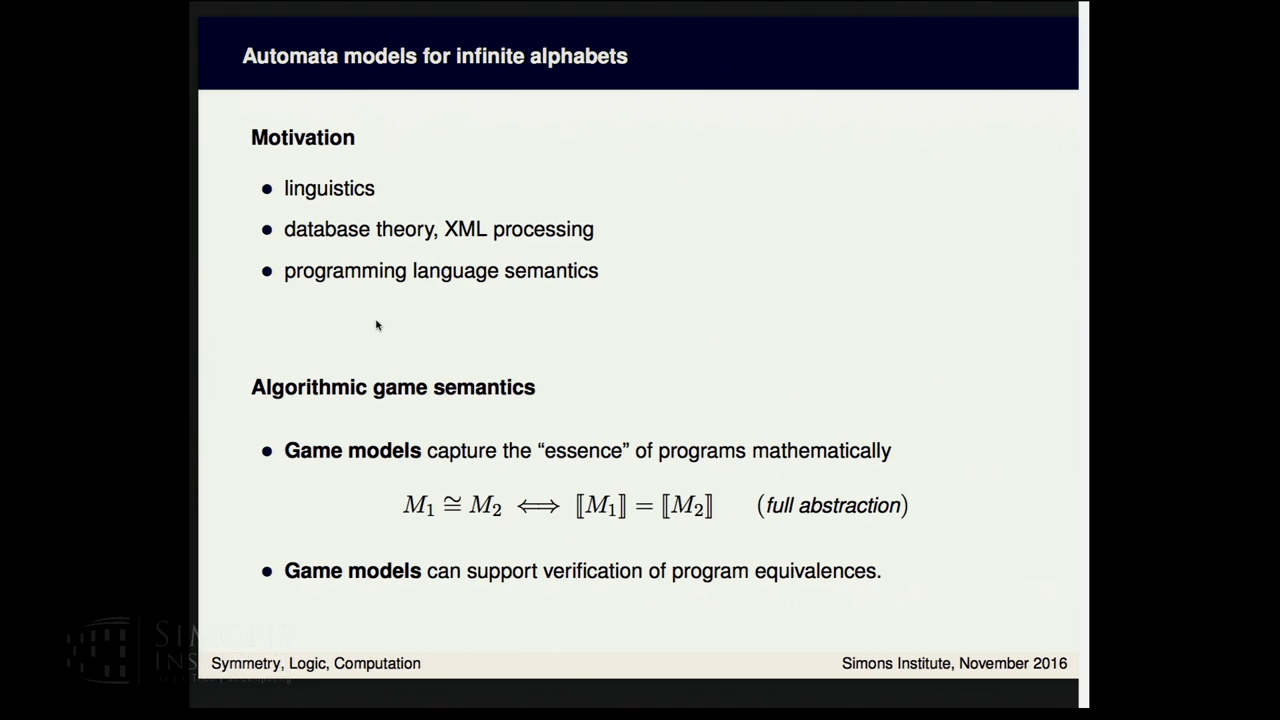 Automata models for infinite alphabets
Motivation
● linguistics
● database theory, XML processing
● programming language semantics
Algorithmic game semantics
● Game models capture the “essence” of programs mathematically
M₁ ≅ M₂ ⟺ ⟦M₁⟧ = ⟦M₂⟧ (full abstraction)
● Game models can support verification of program equivalences.
Symmetry, Logic, Computation
Simons Institute, November 2016